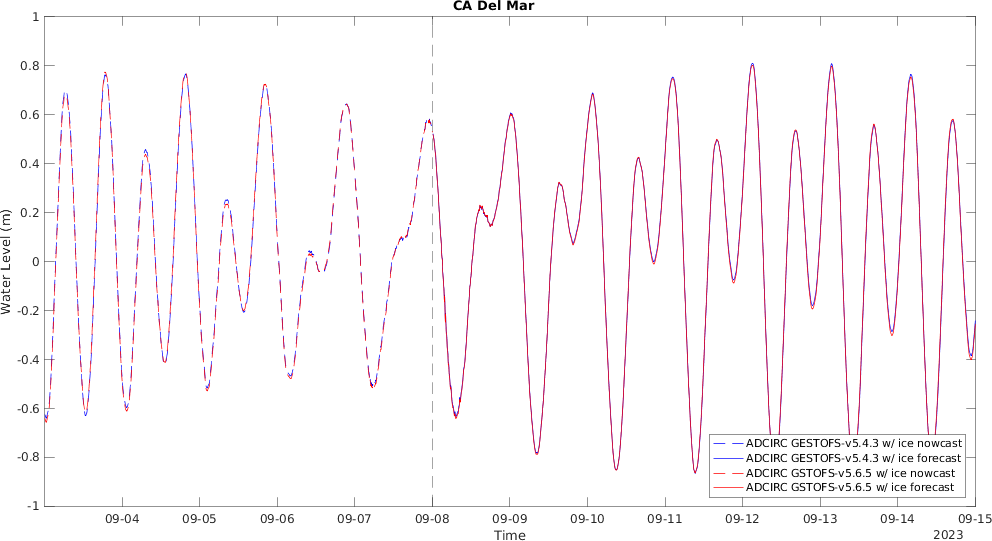 CA Del Mar
1
0.8
0.6
0.4
0.2
0
-0.2
-0.4
-0.6
-0.8
-1
Water Level (m)
ADCIRC GESTOFS-v5.4.3 w/ ice nowcast
ADCIRC GESTOFS-v5.4.3 w/ ice forecast
ADCIRC GSTOFS-v5.6.5 w/ ice nowcast
ADCIRC GSTOFS-v5.6.5 w/ ice forecast
09-04 09-05 09-06 09-07 09-08 09-09 09-10 09-11 09-12 09-13 09-14 09-15
Time
2023